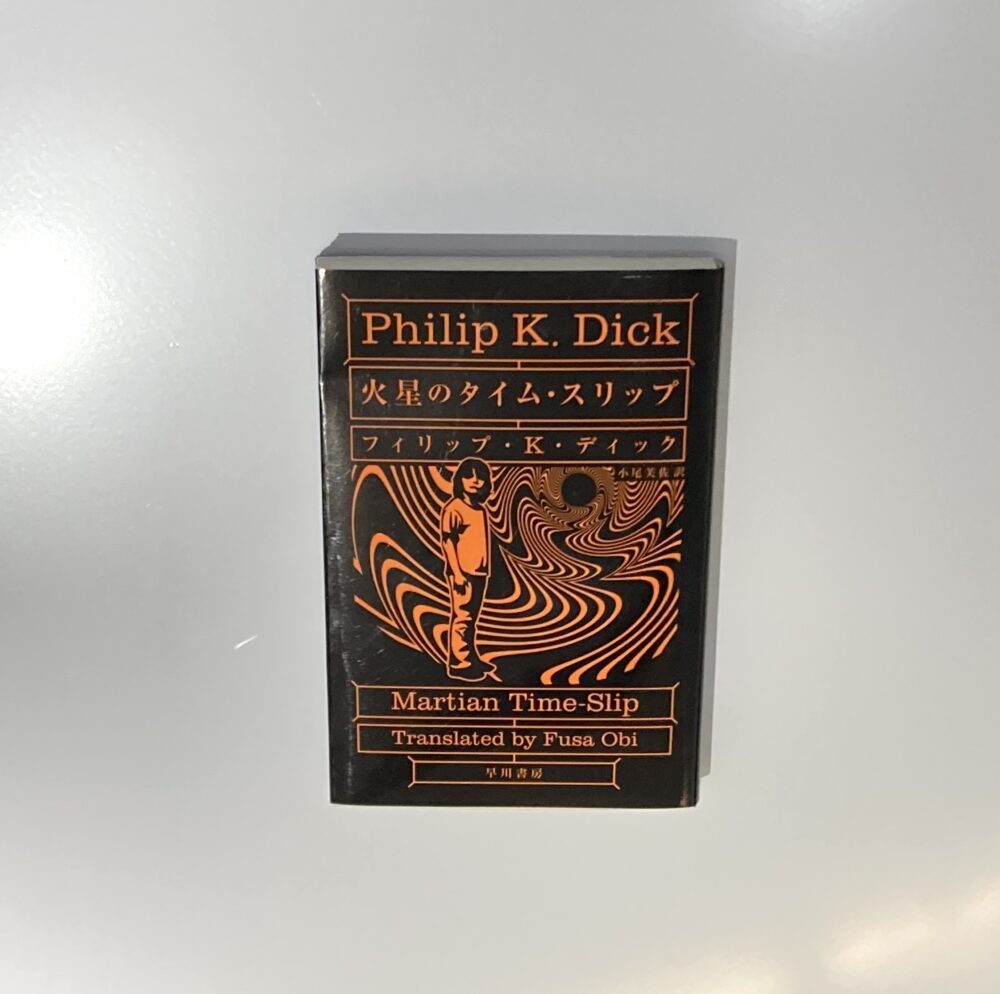 Philip K. Dick
火星のタイム・スリップ
フィリップ・K・ディック
小尾芙佐訳
Martian Time-Slip
Translated by Fusa Obi
早川書房